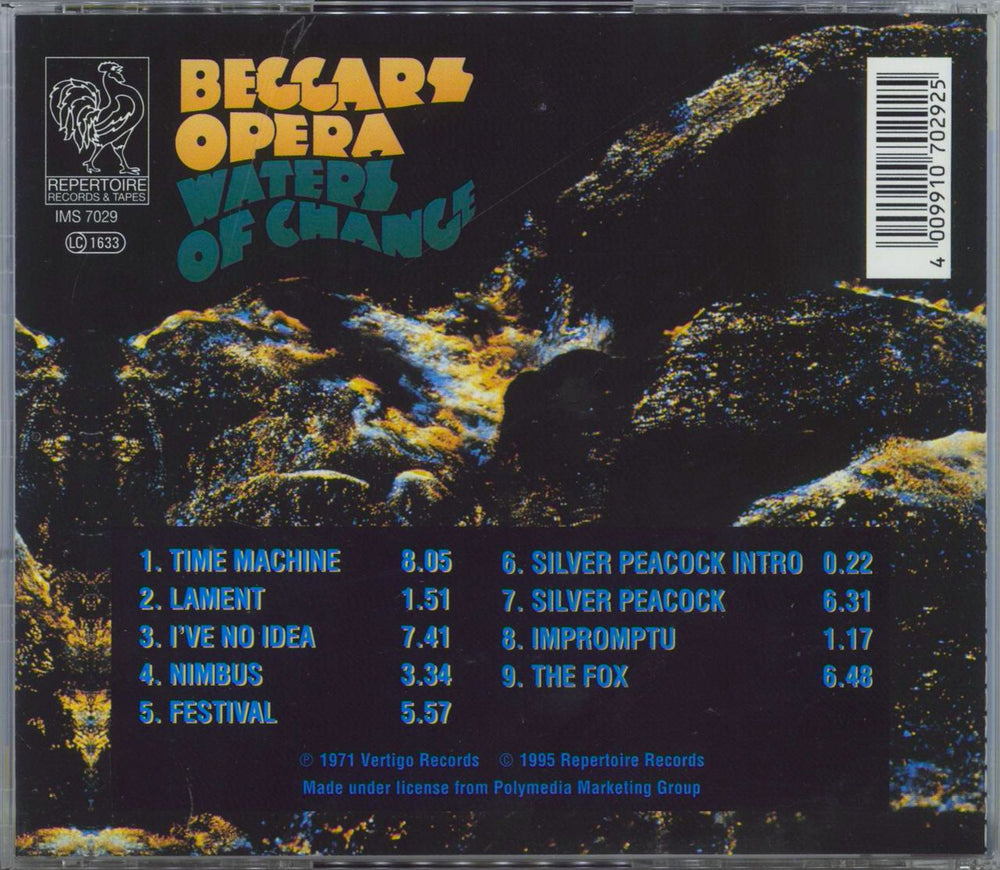 REPERTOIRE
RECORDS & TAPES
IMS 7029
LC 1633
BEGGARS
OPERA
WATERS
OF CHANGE
4 009910 702925
1. TIME MACHINE 8.05
2. LAMENT 1.51
3. I'VE NO IDEA 7.41
4. NIMBUS 3.34
5. FESTIVAL 5.57
6. SILVER PEACOCK INTRO 0.22
7. SILVER PEACOCK 6.31
8. IMPROMPTU 1.17
9. THE FOX 6.48
℗ 1971 Vertigo Records © 1995 Repertoire Records
Made under license from Polymedia Marketing Group